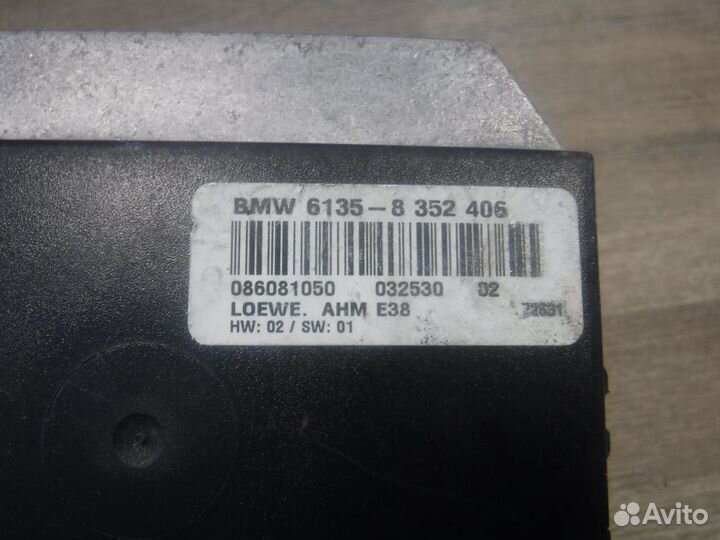 BMW 6135-8 352 406
086081050 032530 02
LOEWE. AHM E38
HW: 02 / SW: 01
Avito